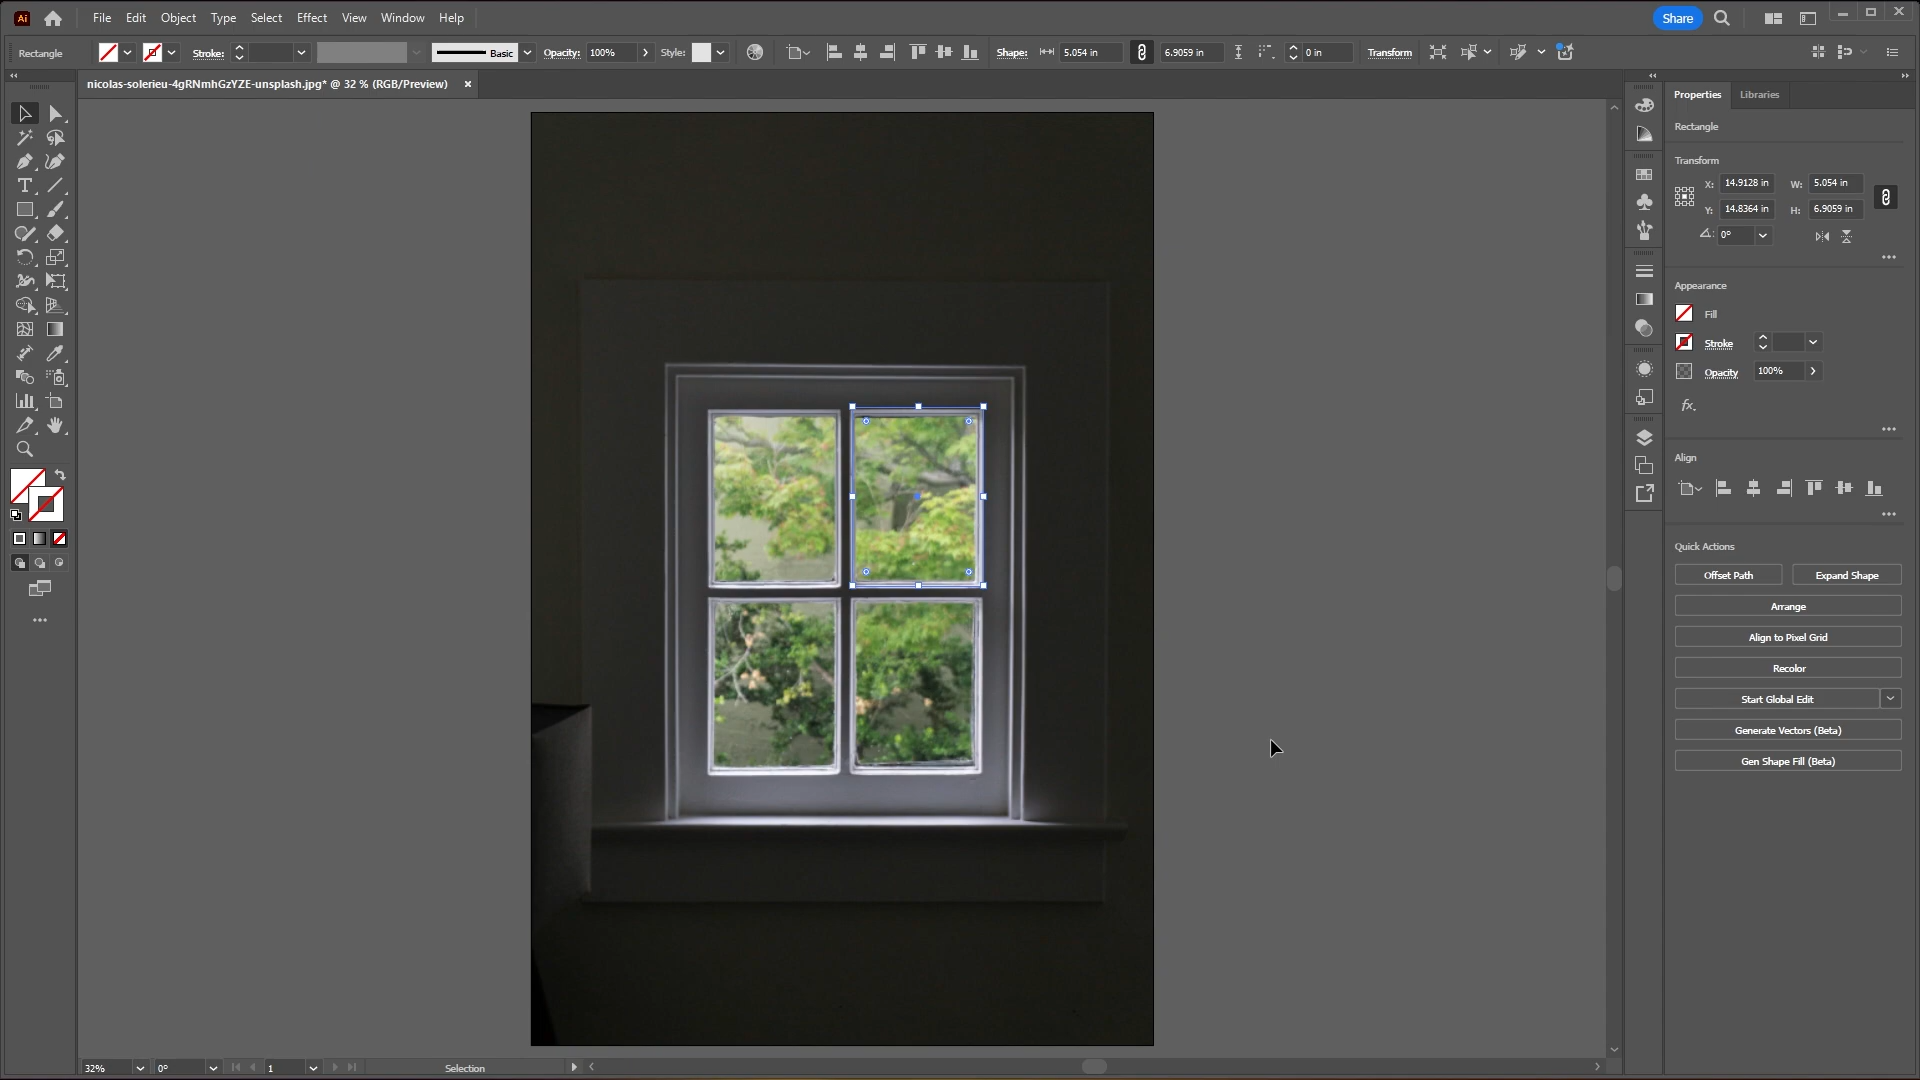 Ai File Edit Object Type Select Effect View Window Help Share
Rectangle Stroke: Basic Opacity: 100% Style: Shape: 5.054 in 6.9059 in 0 in Transform
nicolas-solerieu-4gRNmhGzYZE-unsplash.jpg* @ 32 % (RGB/Preview) ×
Properties Libraries
Rectangle
Transform
X: 14.9128 in W: 5.054 in
Y: 14.8364 in H: 6.9059 in
0°
Appearance
Fill
Stroke
Opacity 100%
fx.
Align
Quick Actions
Offset Path Expand Shape
Arrange
Align to Pixel Grid
Recolor
Start Global Edit
Generate Vectors (Beta)
Gen Shape Fill (Beta)
32% 0° 1 Selection